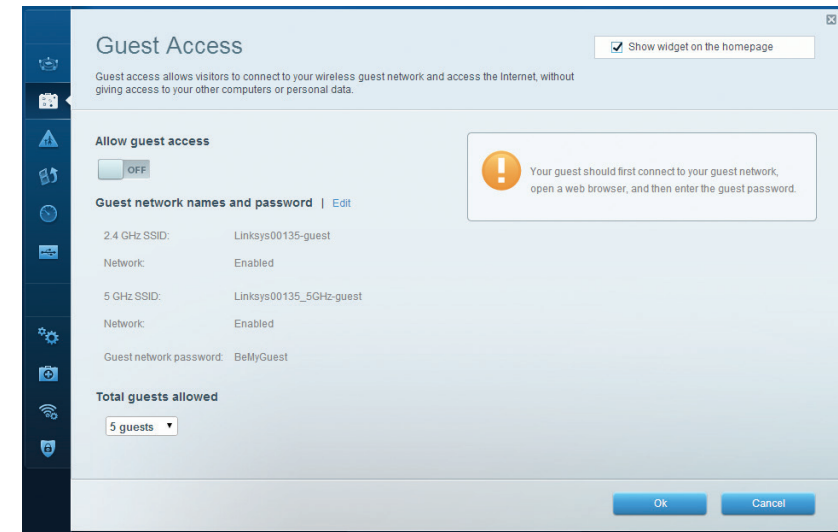 Guest Access
Show widget on the homepage
Guest access allows visitors to connect to your wireless guest network and access the Internet, without
giving access to your other computers or personal data.
Allow guest access
OFF
Your guest should first connect to your guest network,
open a web browser, and then enter the guest password.
Guest network names and password | Edit
2.4 GHz SSID: Linksys00135-guest
Network: Enabled
5 GHz SSID: Linksys00135_5GHz-guest
Network: Enabled
Guest network password: BeMyGuest
Total guests allowed
5 guests
Ok Cancel